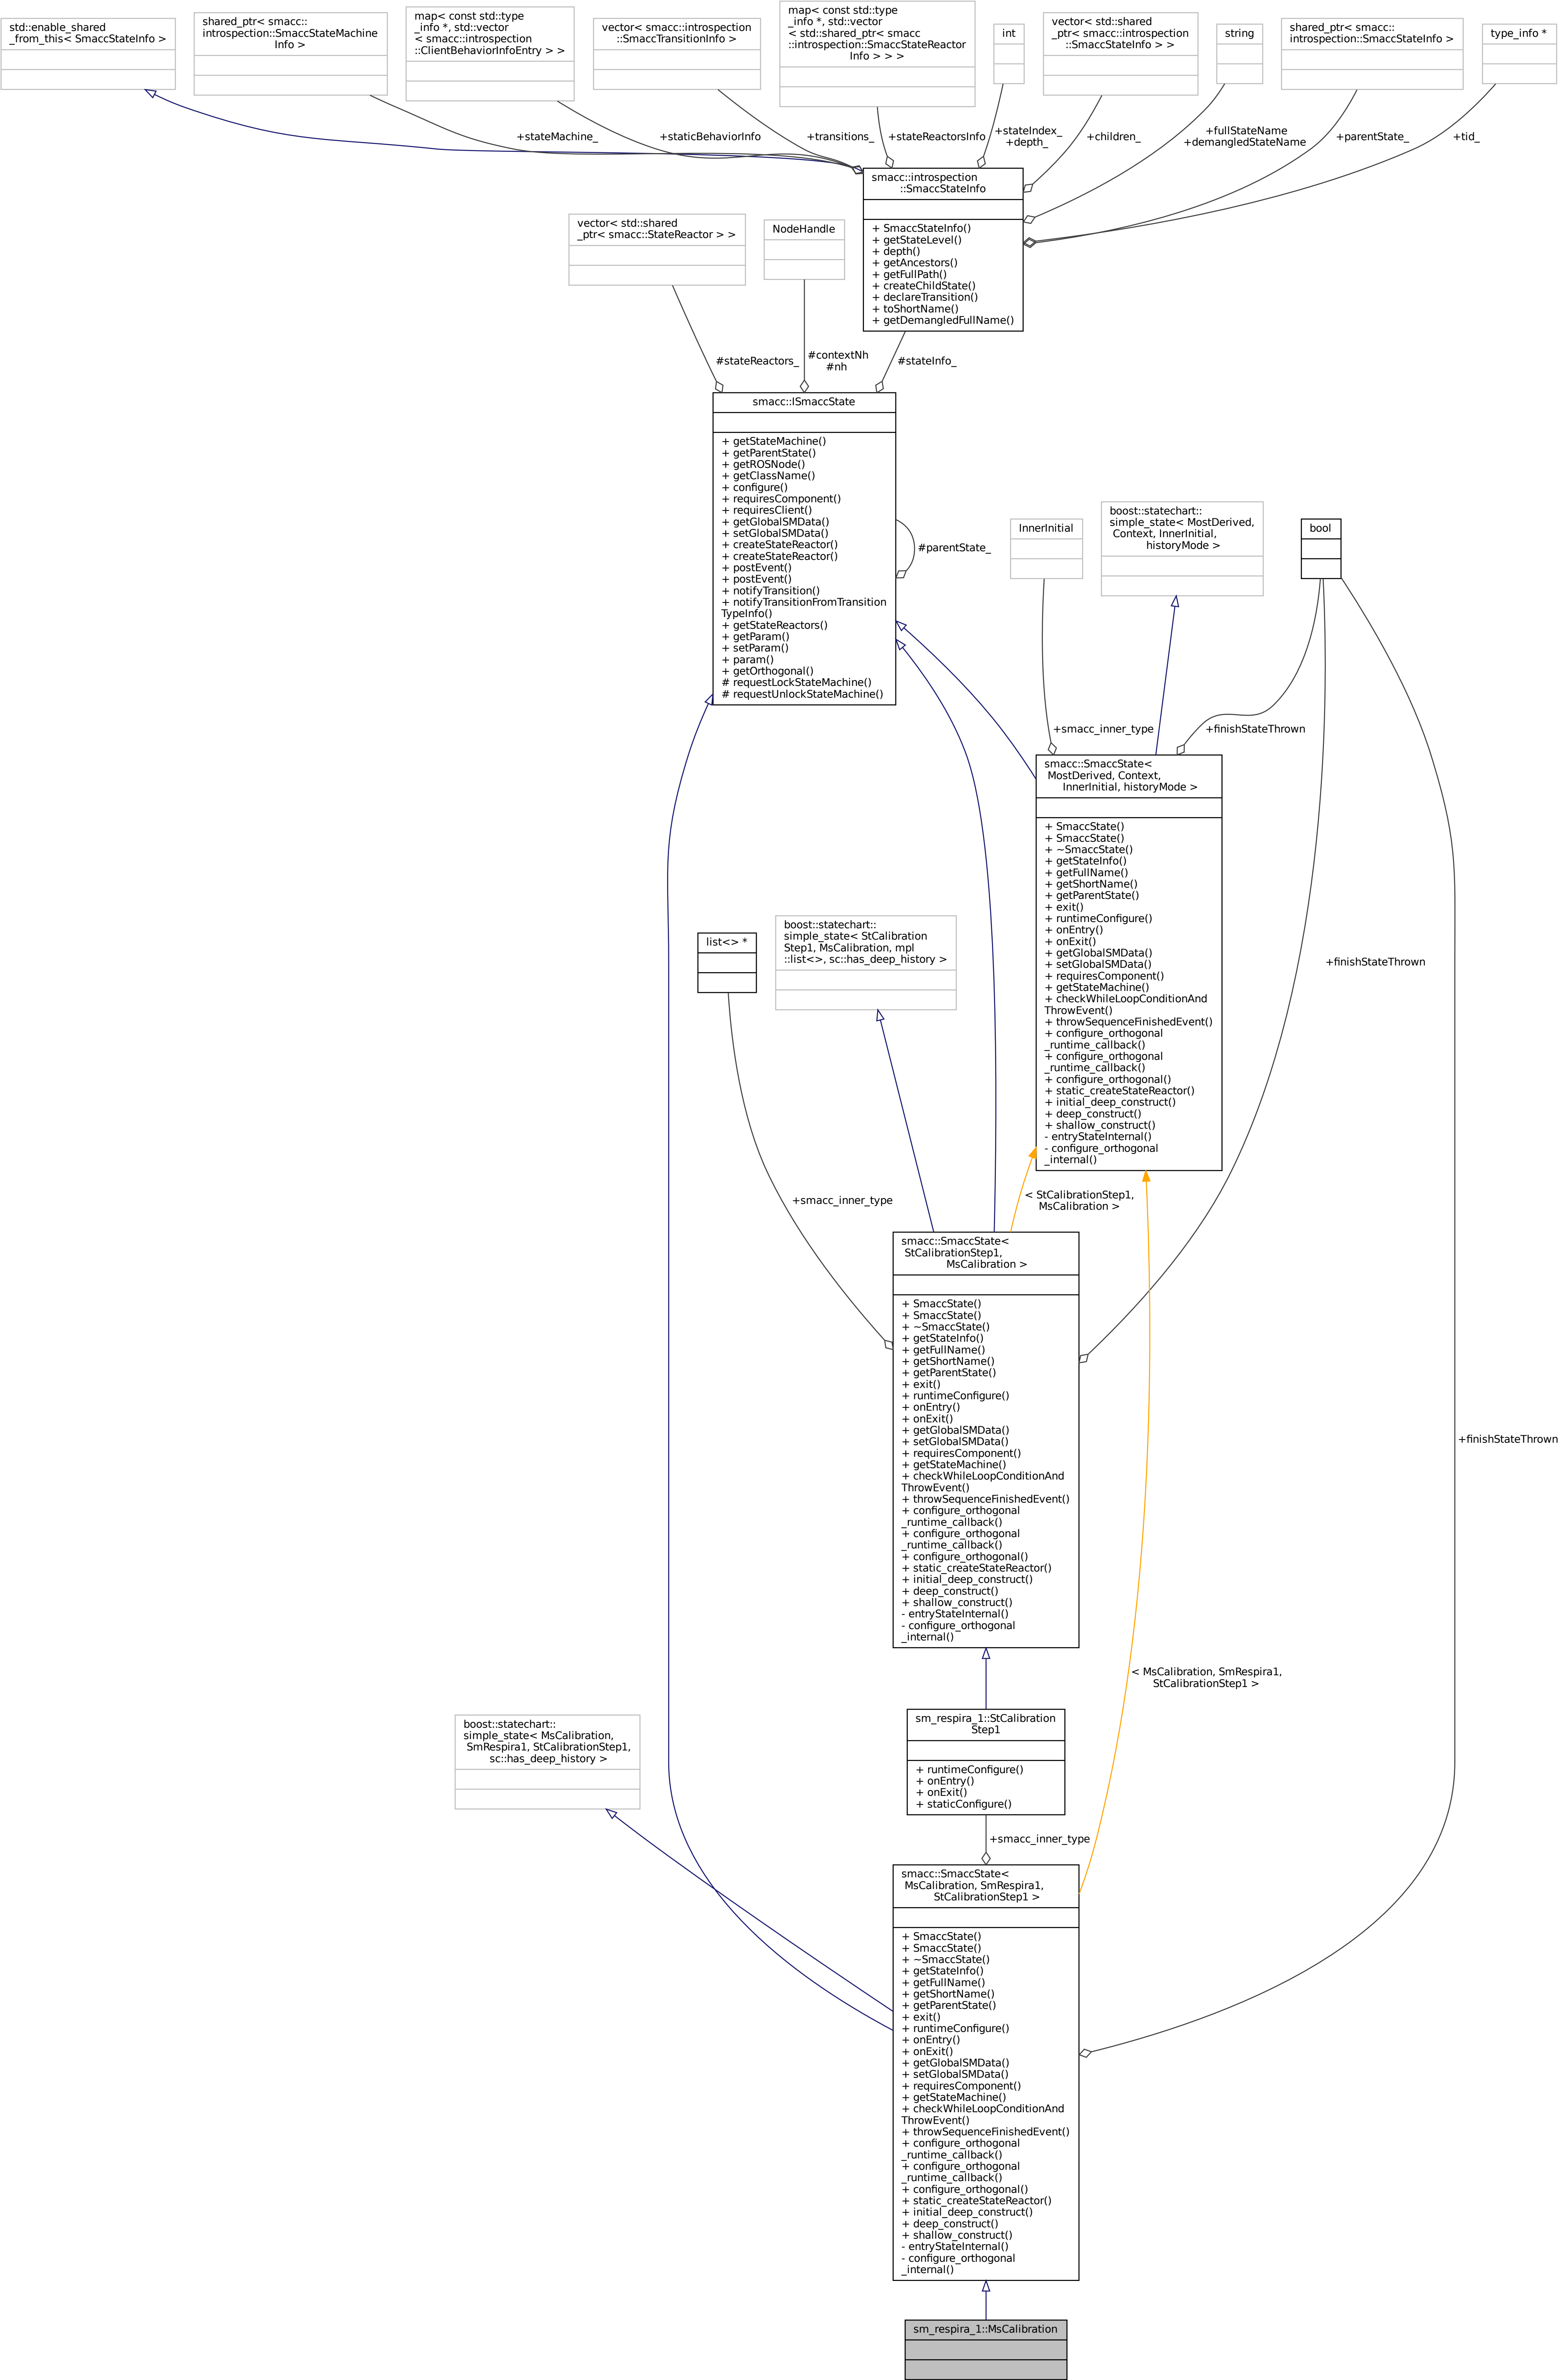 std::enable_shared
_from_this< SmaccStateInfo >
shared_ptr< smacc::
introspection::SmaccStateMachine
Info >
map< const std::type
_info *, std::vector
< smacc::introspection
::ClientBehaviorInfoEntry > >
vector< smacc::introspection
::SmaccTransitionInfo >
map< const std::type
_info *, std::vector
< std::shared_ptr< smacc
::introspection::SmaccStateReactor
Info > > >
int
vector< std::shared
_ptr< smacc::introspection
::SmaccStateInfo > >
string
shared_ptr< smacc::
introspection::SmaccStateInfo >
type_info *
+stateMachine_
+staticBehaviorInfo
+transitions_
+stateReactorsInfo
+stateIndex_
+depth_
+children_
+fullStateName
+demangledStateName
+parentState_
+tid_
smacc::introspection
::SmaccStateInfo
+ SmaccStateInfo()
+ getStateLevel()
+ depth()
+ getAncestors()
+ getFullPath()
+ createChildState()
+ declareTransition()
+ toShortName()
+ getDemangledFullName()
vector< std::shared
_ptr< smacc::StateReactor > >
NodeHandle
#stateReactors_
#contextNh
#nh
#stateInfo_
smacc::ISmaccState
+ getStateMachine()
+ getParentState()
+ getROSNode()
+ getClassName()
+ configure()
+ requiresComponent()
+ requiresClient()
+ getGlobalSMData()
+ setGlobalSMData()
+ createStateReactor()
+ createStateReactor()
+ postEvent()
+ postEvent()
+ notifyTransition()
+ notifyTransitionFromTransition
TypeInfo()
+ getStateReactors()
+ getParam()
+ setParam()
+ param()
+ getOrthogonal()
# requestLockStateMachine()
# requestUnlockStateMachine()
#parentState_
InnerInitial
boost::statechart::
simple_state< MostDerived,
Context, InnerInitial,
historyMode >
bool
+smacc_inner_type
+finishStateThrown
smacc::SmaccState<
MostDerived, Context,
InnerInitial, historyMode >
+ SmaccState()
+ SmaccState()
+ ~SmaccState()
+ getStateInfo()
+ getFullName()
+ getShortName()
+ getParentState()
+ exit()
+ runtimeConfigure()
+ onEntry()
+ onExit()
+ getGlobalSMData()
+ setGlobalSMData()
+ requiresComponent()
+ getStateMachine()
+ checkWhileLoopConditionAnd
ThrowEvent()
+ throwSequenceFinishedEvent()
+ configure_orthogonal
_runtime_callback()
+ configure_orthogonal
_runtime_callback()
+ configure_orthogonal()
+ static_createStateReactor()
+ initial_deep_construct()
+ deep_construct()
+ shallow_construct()
- entryStateInternal()
- configure_orthogonal
_internal()
list<> *
boost::statechart::
simple_state< StCalibration
Step1, MsCalibration, mpl
::list<>, sc::has_deep_history >
+finishStateThrown
+smacc_inner_type
< StCalibrationStep1,
MsCalibration >
smacc::SmaccState<
StCalibrationStep1,
MsCalibration >
+ SmaccState()
+ SmaccState()
+ ~SmaccState()
+ getStateInfo()
+ getFullName()
+ getShortName()
+ getParentState()
+ exit()
+ runtimeConfigure()
+ onEntry()
+ onExit()
+ getGlobalSMData()
+ setGlobalSMData()
+ requiresComponent()
+ getStateMachine()
+ checkWhileLoopConditionAnd
ThrowEvent()
+ throwSequenceFinishedEvent()
+ configure_orthogonal
_runtime_callback()
+ configure_orthogonal
_runtime_callback()
+ configure_orthogonal()
+ static_createStateReactor()
+ initial_deep_construct()
+ deep_construct()
+ shallow_construct()
- entryStateInternal()
- configure_orthogonal
_internal()
+finishStateThrown
< MsCalibration, SmRespira1,
StCalibrationStep1 >
boost::statechart::
simple_state< MsCalibration,
SmRespira1, StCalibrationStep1,
sc::has_deep_history >
sm_respira_1::StCalibration
Step1
+ runtimeConfigure()
+ onEntry()
+ onExit()
+ staticConfigure()
+smacc_inner_type
smacc::SmaccState<
MsCalibration, SmRespira1,
StCalibrationStep1 >
+ SmaccState()
+ SmaccState()
+ ~SmaccState()
+ getStateInfo()
+ getFullName()
+ getShortName()
+ getParentState()
+ exit()
+ runtimeConfigure()
+ onEntry()
+ onExit()
+ getGlobalSMData()
+ setGlobalSMData()
+ requiresComponent()
+ getStateMachine()
+ checkWhileLoopConditionAnd
ThrowEvent()
+ throwSequenceFinishedEvent()
+ configure_orthogonal
_runtime_callback()
+ configure_orthogonal
_runtime_callback()
+ configure_orthogonal()
+ static_createStateReactor()
+ initial_deep_construct()
+ deep_construct()
+ shallow_construct()
- entryStateInternal()
- configure_orthogonal
_internal()
sm_respira_1::MsCalibration